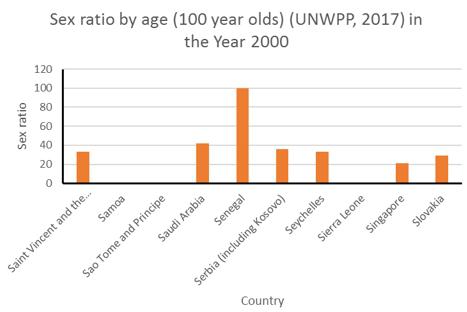 Sex ratio by age (100 year olds) (UNWPP, 2017) in
the Year 2000
120
100
80
60
40
20
0
Sex ratio
Saint Vincent and the...
Samoa
Sao Tome and Principe
Saudi Arabia
Senegal
Serbia (including Kosovo)
Seychelles
Sierra Leone
Singapore
Slovakia
Country